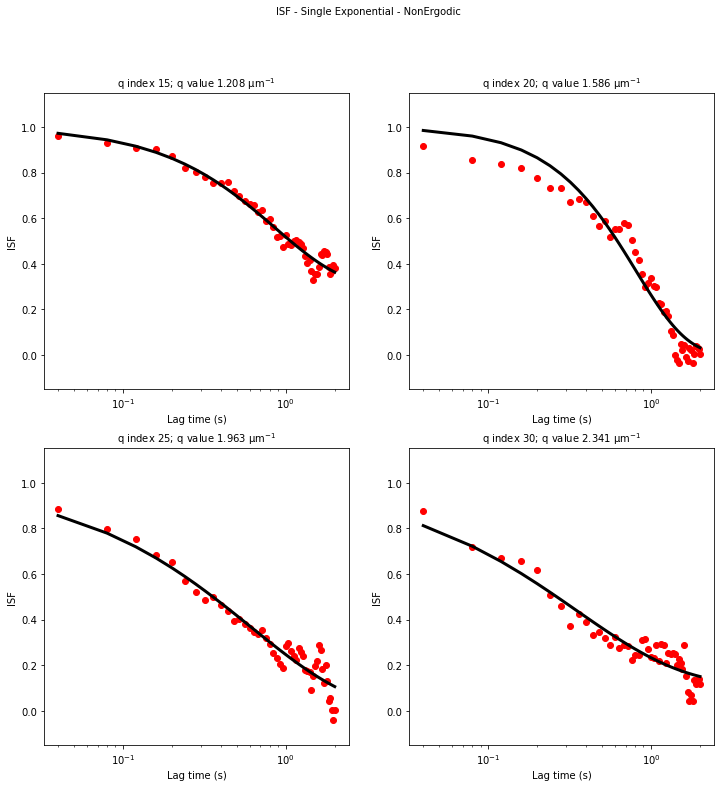 ISF - Single Exponential - NonErgodic
q index 15; q value 1.208 μm⁻¹
q index 20; q value 1.586 μm⁻¹
1.0
0.8
0.6
0.4
0.2
0.0
ISF
10⁻¹
10⁰
Lag time (s)
1.0
0.8
0.6
0.4
0.2
0.0
ISF
10⁻¹
10⁰
Lag time (s)
q index 25; q value 1.963 μm⁻¹
q index 30; q value 2.341 μm⁻¹
1.0
0.8
0.6
0.4
0.2
0.0
ISF
10⁻¹
10⁰
Lag time (s)
1.0
0.8
0.6
0.4
0.2
0.0
ISF
10⁻¹
10⁰
Lag time (s)